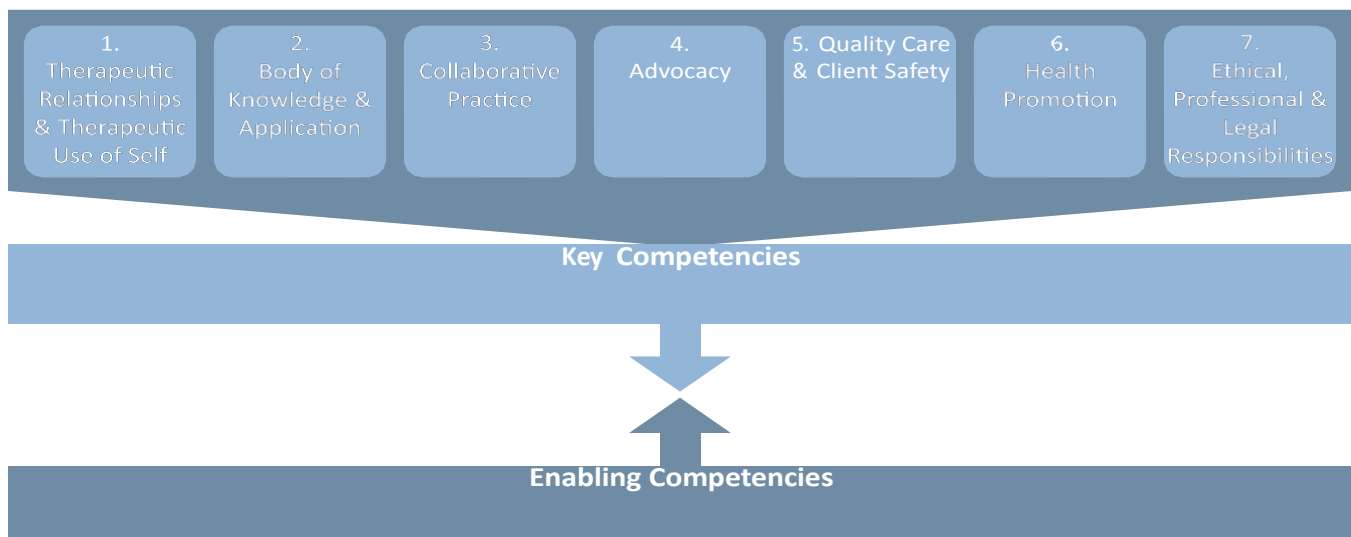 1.
Therapeutic
Relationships
& Therapeutic
Use of Self
2.
Body of
Knowledge &
Application
3.
Collaborative
Practice
4.
Advocacy
5. Quality Care
& Client Safety
6.
Health
Promotion
7.
Ethical,
Professional &
Legal
Responsibilities
Key Competencies
Enabling Competencies